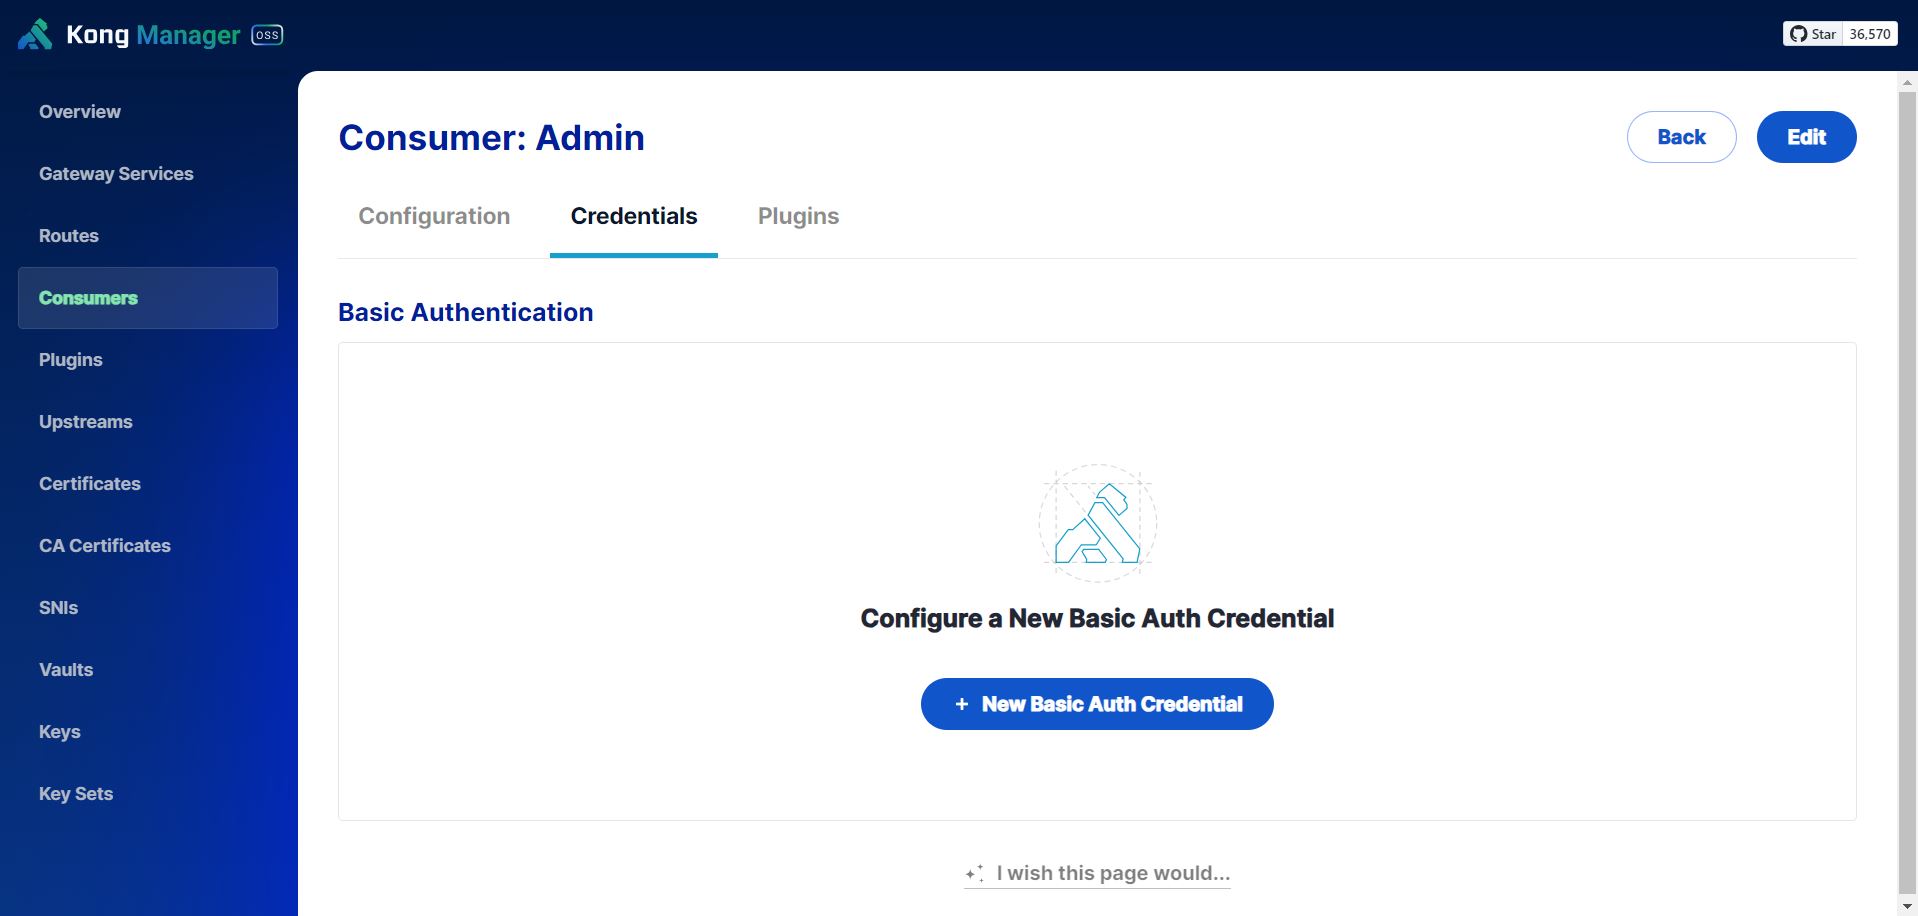 Kong Manager OSS
Star 36,570
Overview
Gateway Services
Routes
Consumers
Plugins
Upstreams
Certificates
CA Certificates
SNIs
Vaults
Keys
Key Sets
Consumer: Admin
Back
Edit
Configuration
Credentials
Plugins
Basic Authentication
Configure a New Basic Auth Credential
+ New Basic Auth Credential
I wish this page would...